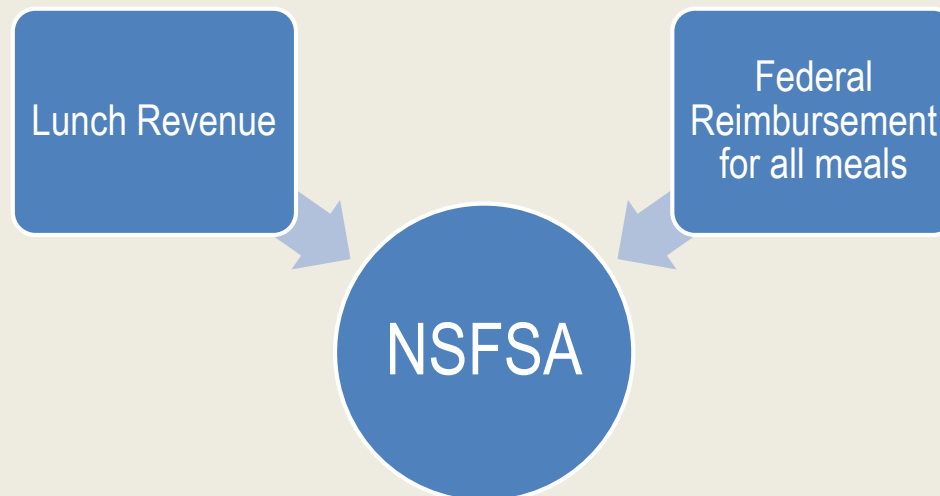 Lunch Revenue
Federal
Reimbursement
for all meals
NSFSA